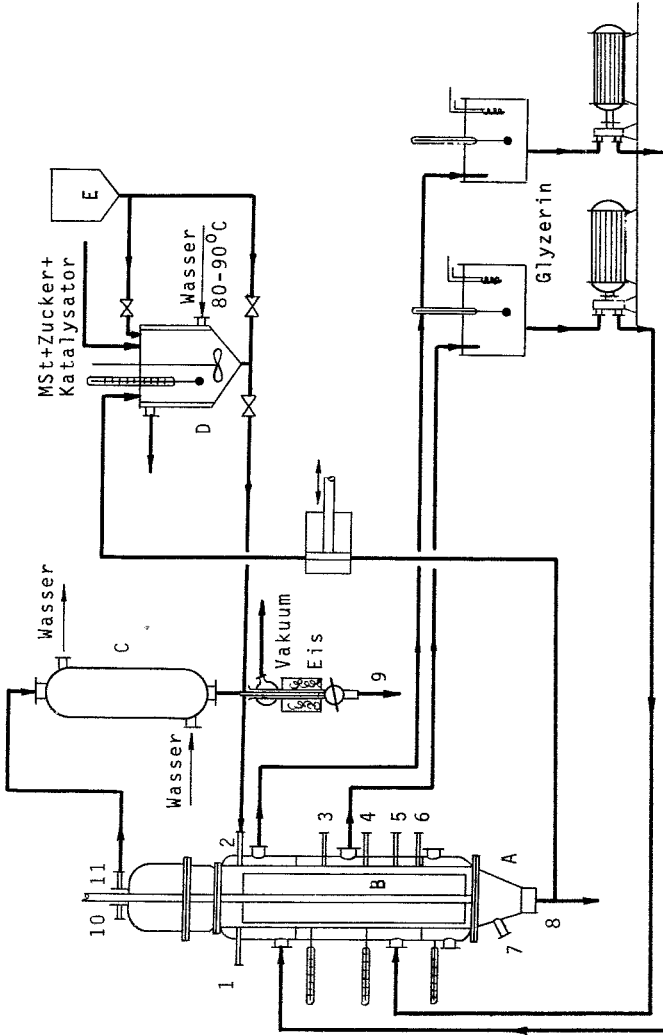 E
MSt+Zucker+
Katalysator
Wasser
80-90°C
D
Glyzerin
Wasser
C
Wasser
Vakuum
Eis
9
10
11
1
2
3
4
5
6
B
A
7
8